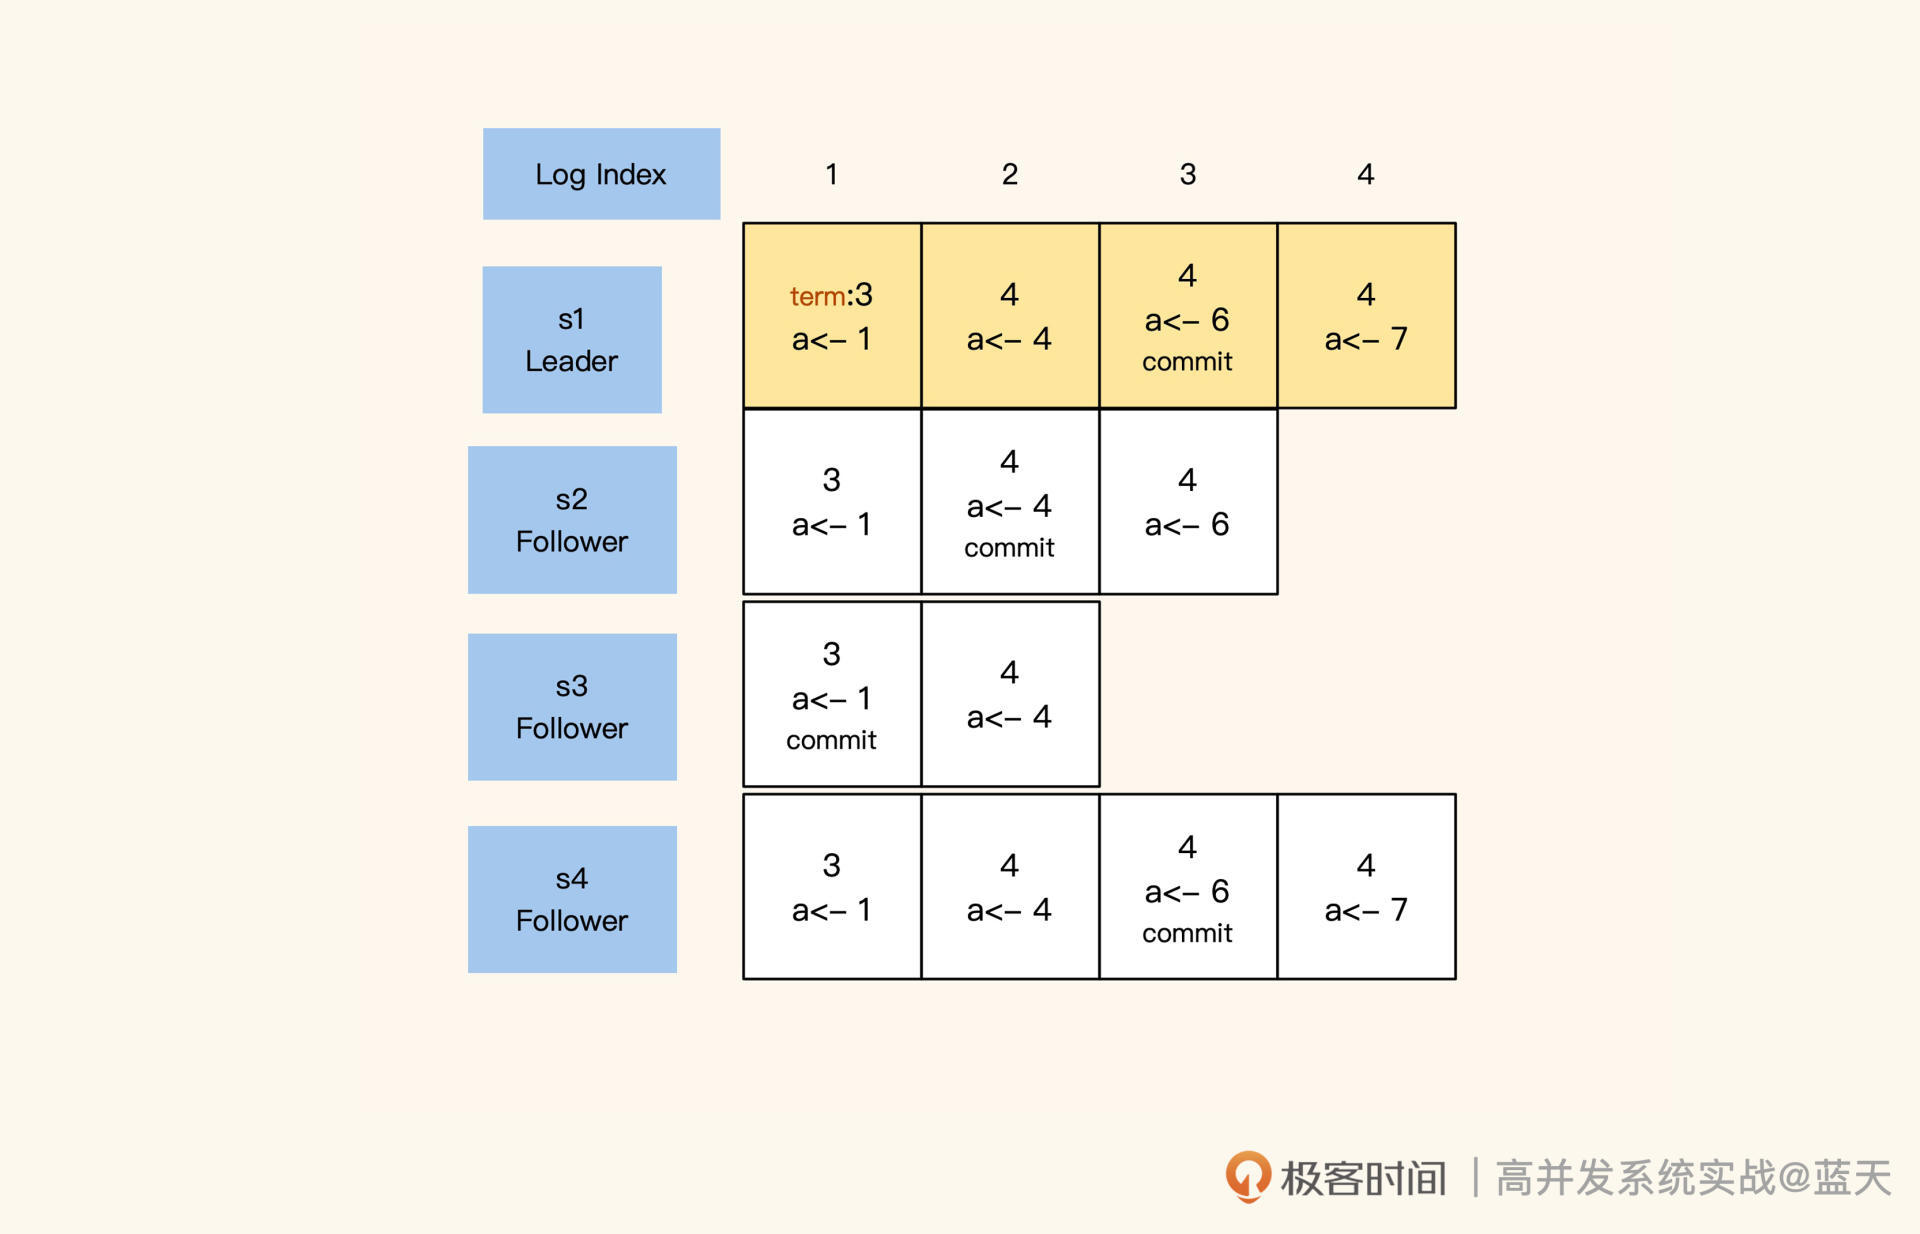 Log Index 1 2 3 4
s1
Leader
term:3
a<– 1
4
a<– 4
4
a<– 6
commit
4
a<– 7
s2
Follower
3
a<– 1
4
a<– 4
commit
4
a<– 6
s3
Follower
3
a<– 1
commit
4
a<– 4
s4
Follower
3
a<– 1
4
a<– 4
4
a<– 6
commit
4
a<– 7
极客时间 | 高并发系统实战@蓝天